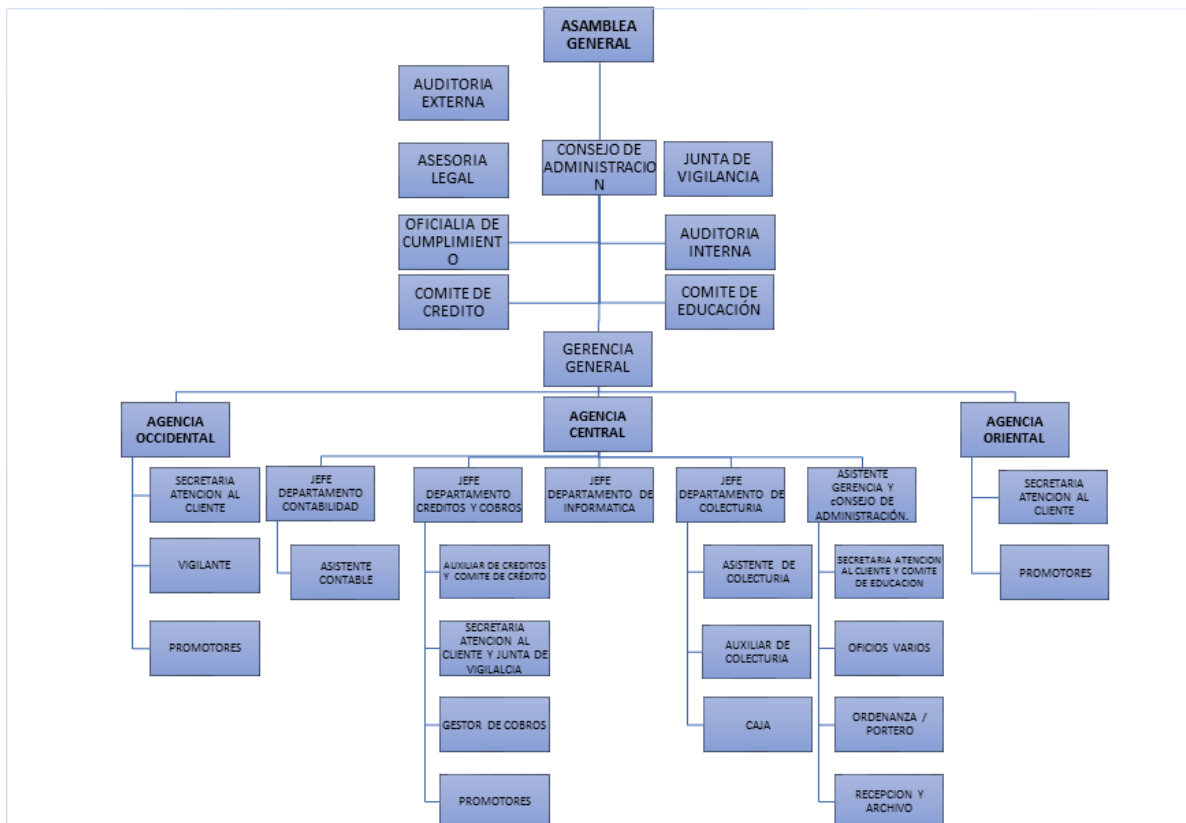 ASAMBLEA
GENERAL
AUDITORIA
EXTERNA
ASESORIA
LEGAL
CONSEJO DE
ADMINISTRACIO
N
JUNTA DE
VIGILANCIA
OFICIALIA DE
CUMPLIMIENT
O
AUDITORIA
INTERNA
COMITE DE
CREDITO
COMITE DE
EDUCACIÓN
GERENCIA
GENERAL
AGENCIA
OCCIDENTAL
AGENCIA
CENTRAL
AGENCIA
ORIENTAL
SECRETARIA
ATENCION AL
CLIENTE
VIGILANTE
PROMOTORES
JEFE
DEPARTAMENTO
CONTABILIDAD
ASISTENTE
CONTABLE
JEFE
DEPARTAMENTO
CREDITOS Y COBROS
AUXILIAR DE CREDITOS
Y COMITE DE CRÉDITO
SECRETARIA
ATENCION AL
CLIENTE Y JUNTA DE
VIGILALCIA
GESTOR DE COBROS
PROMOTORES
JEFE
DEPARTAMENTO DE
INFORMATICA
JEFE
DEPARTAMENTO DE
COLECTURIA
ASISTENTE DE
COLECTURIA
AUXILIAR DE
COLECTURIA
CAJA
ASISTENTE
GERENCIA Y
cONSEJO DE
ADMINISTRACIÓN.
SECRETARIA ATENCION
AL CLIENTE Y COMITE
DE EDUCACION
OFICIOS VARIOS
ORDENANZA /
PORTERO
RECEPCION Y
ARCHIVO
SECRETARIA
ATENCION AL
CLIENTE
PROMOTORES